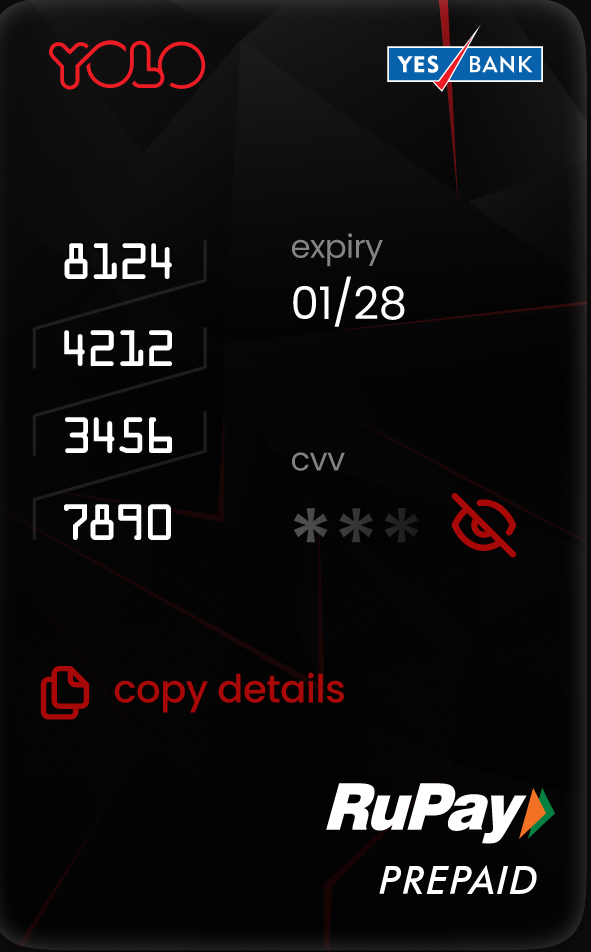 YOLO
YES BANK
8124
4212
3456
7890
expiry
01/28
cvv
***
copy details
RuPay
PREPAID